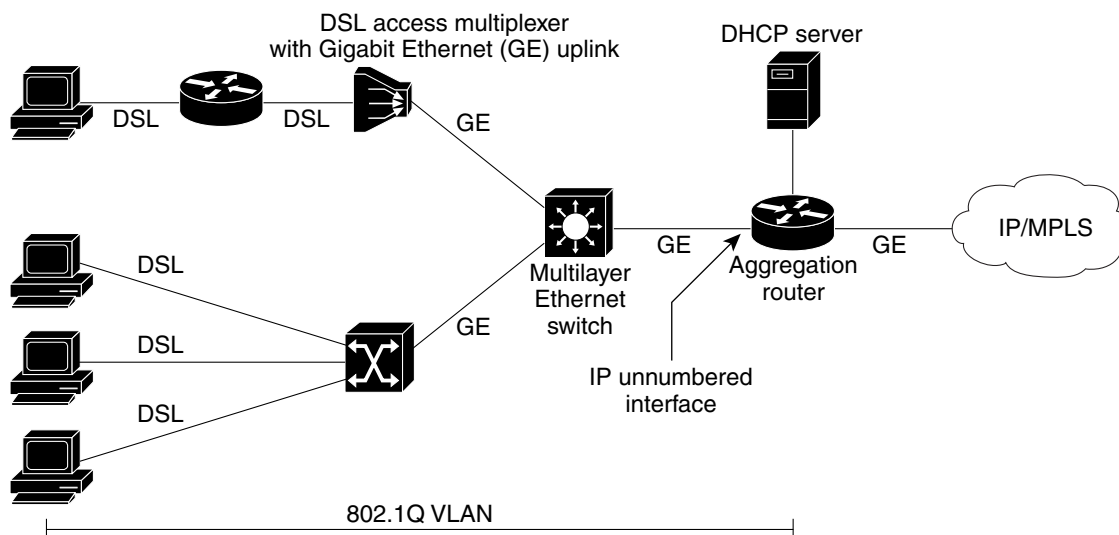 DSL access multiplexer
with Gigabit Ethernet (GE) uplink
DHCP server
DSL
DSL
GE
IP/MPLS
GE
GE
Aggregation
router
Multilayer
Ethernet
switch
DSL
GE
DSL
IP unnumbered
interface
DSL
802.1Q VLAN